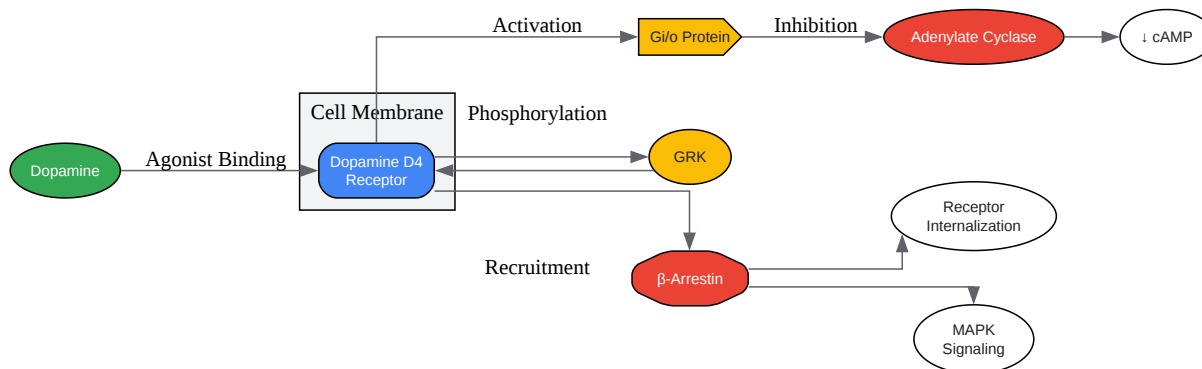 Activation
Gi/o Protein
Inhibition
Adenylate Cyclase
↓ cAMP
Cell Membrane
Phosphorylation
Dopamine
Agonist Binding
Dopamine D4
Receptor
GRK
Receptor
Internalization
Recruitment
β-Arrestin
MAPK
Signaling